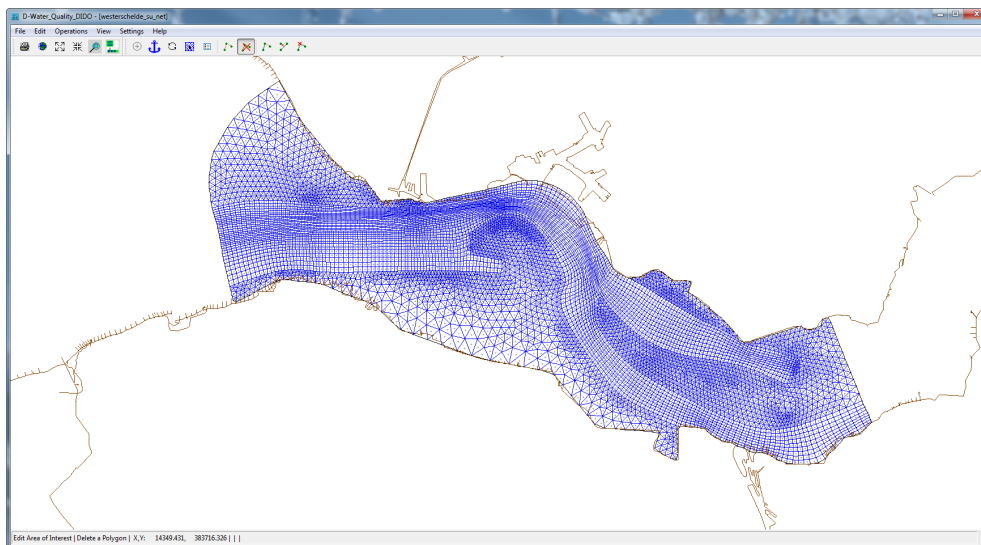 D-Water_Quality_DIDO - [westerschelde_su_net]
File Edit Operations View Settings Help
Edit Area of Interest | Delete a Polygon | X,Y: 14349.431, 383716.326 | | |